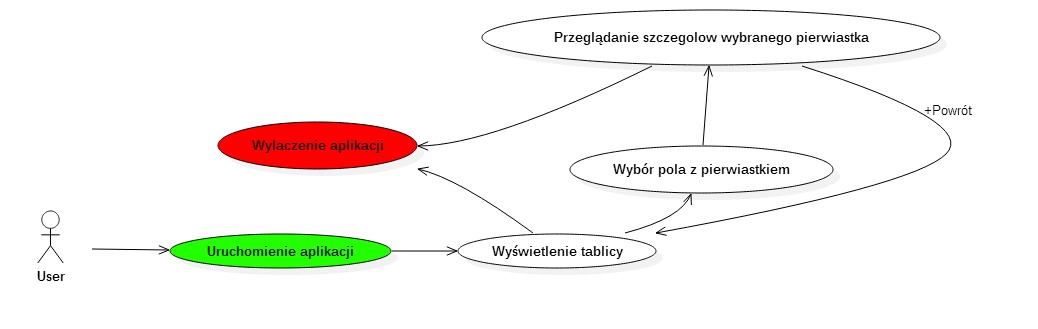 Przeglądanie szczegolow wybranego pierwiastka
+Powrót
Wylaczenie aplikacji
Wybór pola z pierwiastkiem
Uruchomienie aplikacji
Wyświetlenie tablicy
User